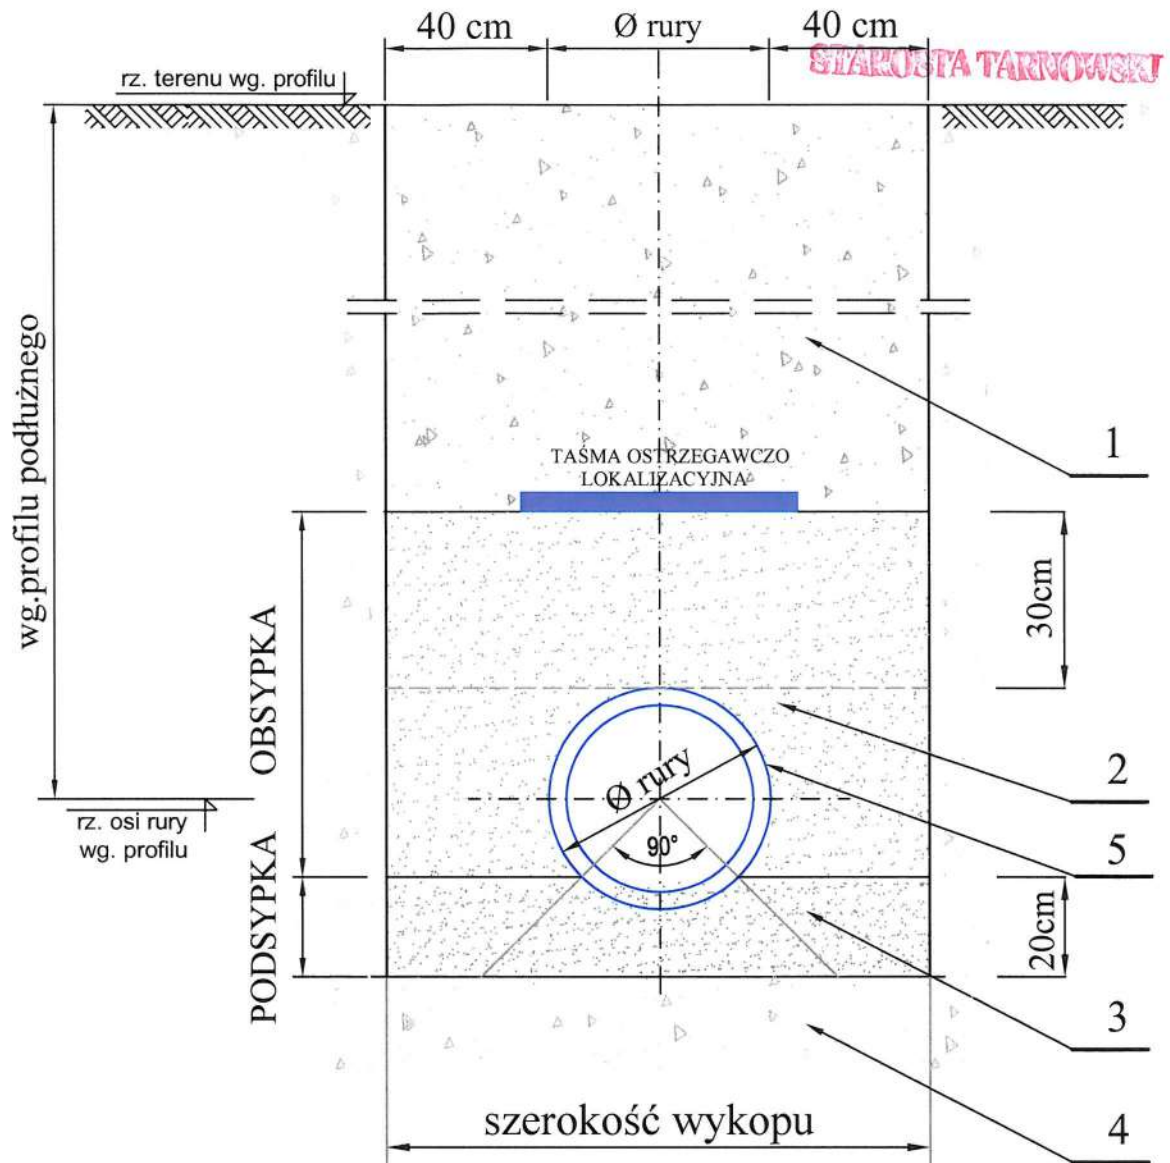 40 cm
Ø rury
40 cm
STAROSTA TARNOWSKI
rz. terenu wg. profilu
wg.profilu podłużnego
1
TAŚMA OSTRZEGAWCZO
LOKALIZACYJNA
30cm
OBSYPKA
2
Ø rury
rz. osi rury
wg. profilu
90°
5
PODSYPKA
20cm
3
4
szerokość wykopu